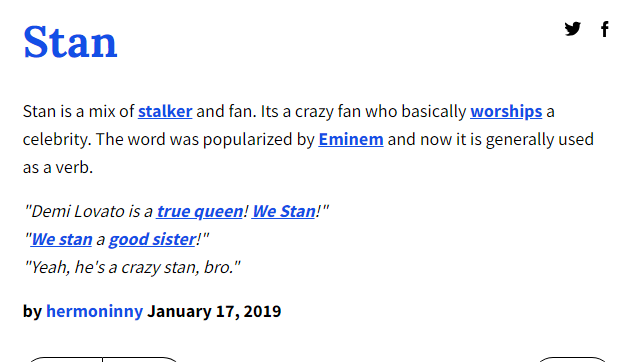 Stan
Stan is a mix of stalker and fan. Its a crazy fan who basically worships a
celebrity. The word was popularized by Eminem and now it is generally used
as a verb.
"Demi Lovato is a true queen! We Stan!"
"We stan a good sister!"
"Yeah, he's a crazy stan, bro."
by hermoninny January 17, 2019